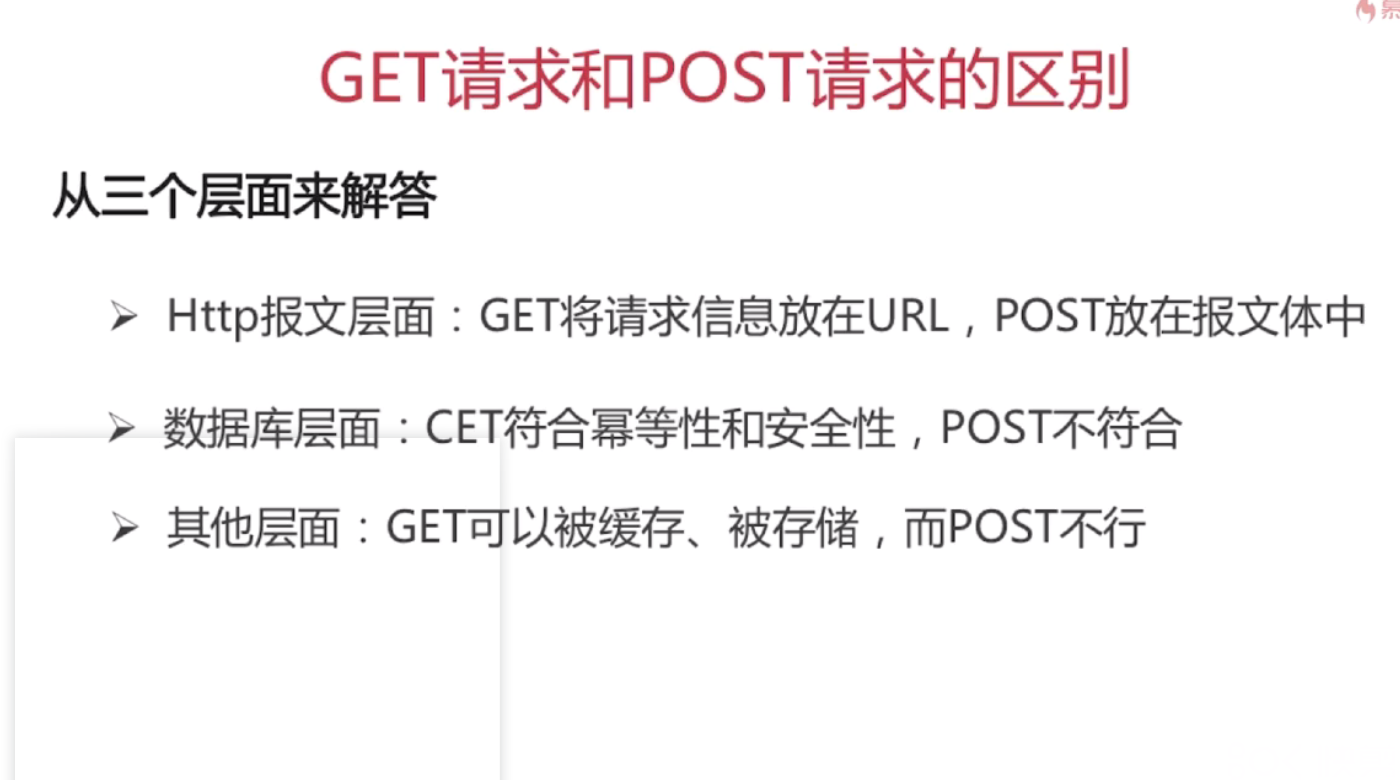 GET请求和POST请求的区别
从三个层面来解答
➢ Http报文层面：GET将请求信息放在URL，POST放在报文体中
➢ 数据库层面：CET符合幂等性和安全性，POST不符合
➢ 其他层面：GET可以被缓存、被存储，而POST不行